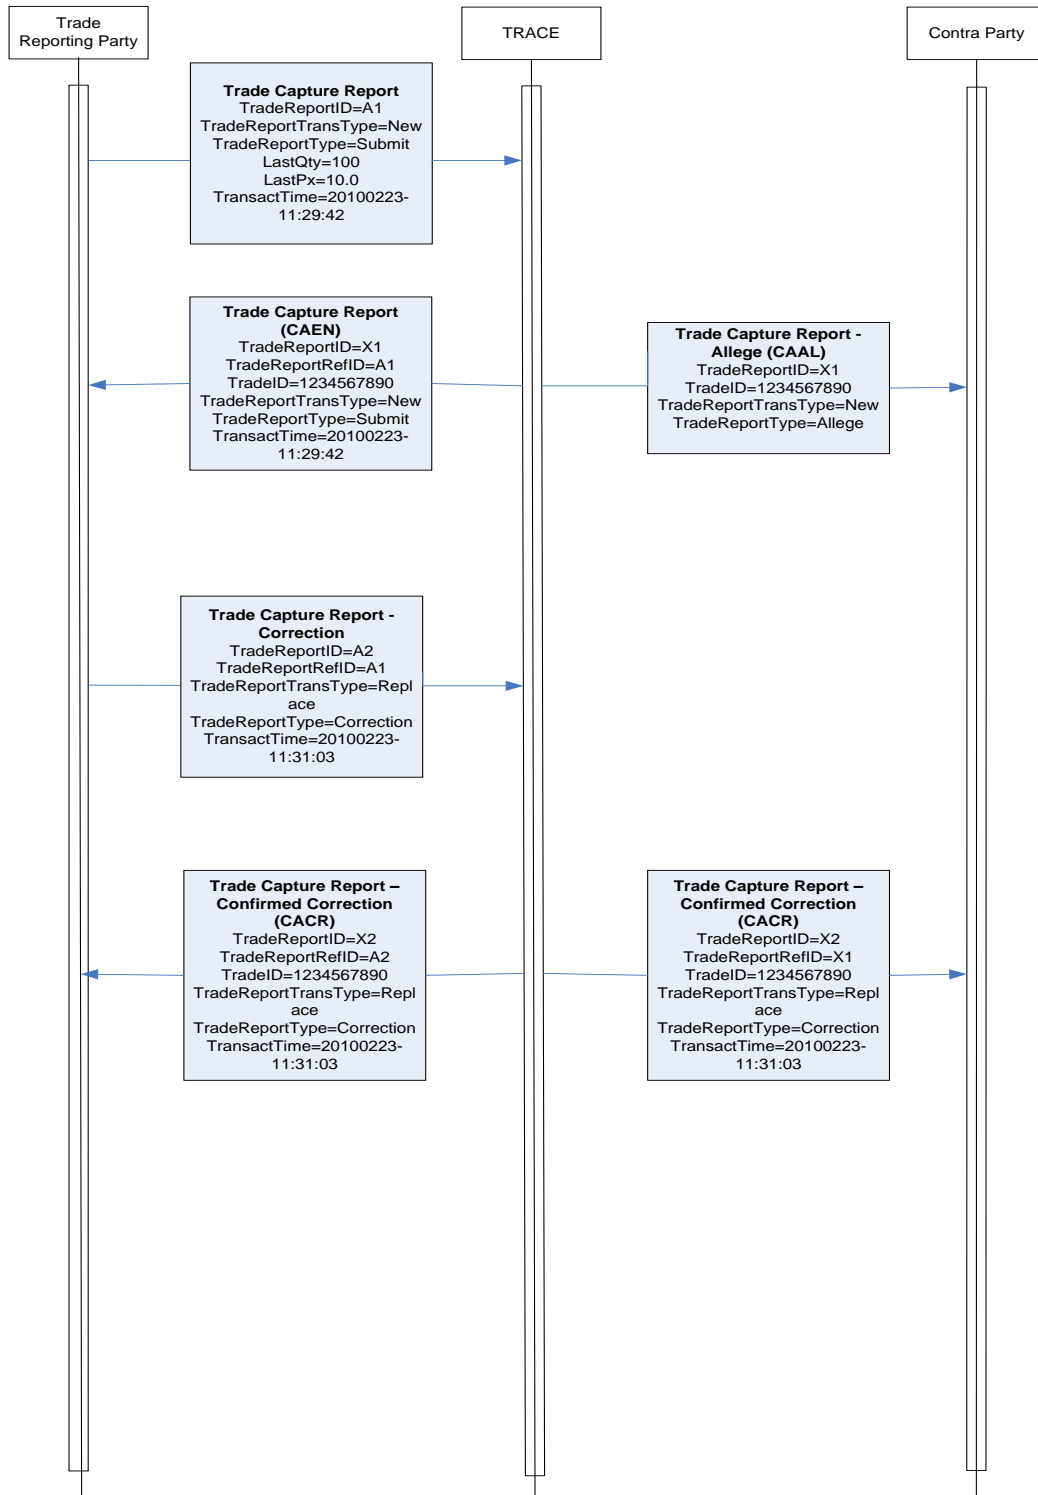 Trade
Reporting Party
TRACE
Contra Party
Trade Capture Report
TradeReportID=A1
TradeReportTransType=New
TradeReportType=Submit
LastQty=100
LastPx=10.0
TransactTime=20100223-
11:29:42
Trade Capture Report
(CAEN)
TradeReportID=X1
TradeReportRefID=A1
TradeID=1234567890
TradeReportTransType=New
TradeReportType=Submit
TransactTime=20100223-
11:29:42
Trade Capture Report -
Allege (CAAL)
TradeReportID=X1
TradeID=1234567890
TradeReportTransType=New
TradeReportType=Allege
Trade Capture Report -
Correction
TradeReportID=A2
TradeReportRefID=A1
TradeReportTransType=Repl
ace
TradeReportType=Correction
TransactTime=20100223-
11:31:03
Trade Capture Report –
Confirmed Correction
(CACR)
TradeReportID=X2
TradeReportRefID=A2
TradeID=1234567890
TradeReportTransType=Repl
ace
TradeReportType=Correction
TransactTime=20100223-
11:31:03
Trade Capture Report –
Confirmed Correction
(CACR)
TradeReportID=X2
TradeReportRefID=X1
TradeID=1234567890
TradeReportTransType=Repl
ace
TradeReportType=Correction
TransactTime=20100223-
11:31:03